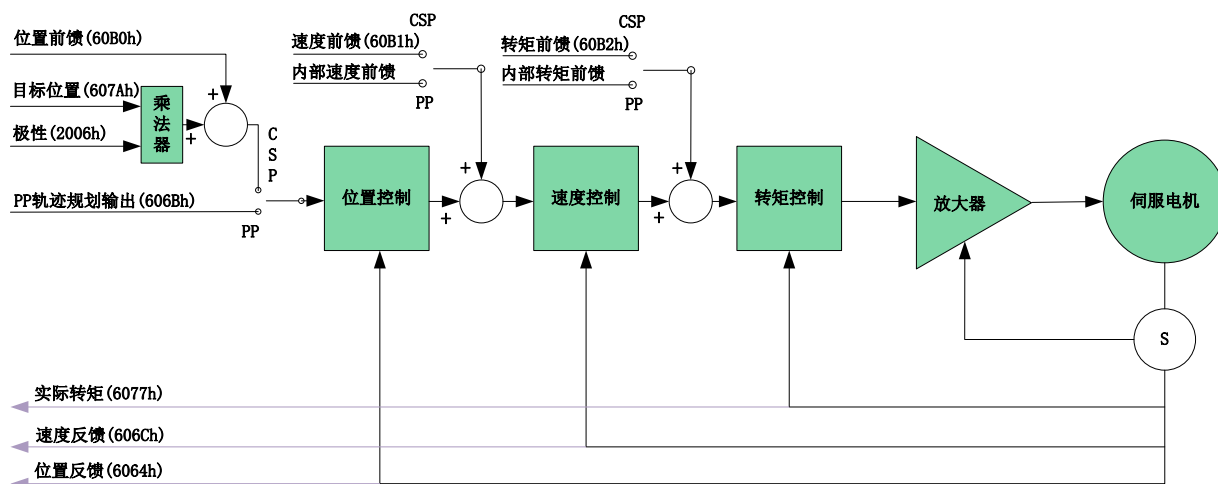 CSP
位置前馈(60B0h)
速度前馈(60B1h)
转矩前馈(60B2h)
CSP
内部速度前馈
内部转矩前馈
PP
PP
目标位置(607Ah)
极性(2006h)
乘法器
+
+
CSP
PP轨迹规划输出(606Bh)
PP
位置控制
+
+
速度控制
+
+
转矩控制
放大器
伺服电机
S
实际转矩(6077h)
速度反馈(606Ch)
位置反馈(6064h)